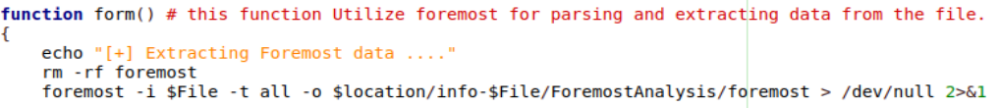 function form() # this function Utilize foremost for parsing and extracting data from the file.
{
    echo "[+] Extracting Foremost data ...."
    rm -rf foremost
    foremost -i $File -t all -o $location/info-$File/ForemostAnalysis/foremost > /dev/null 2>&1